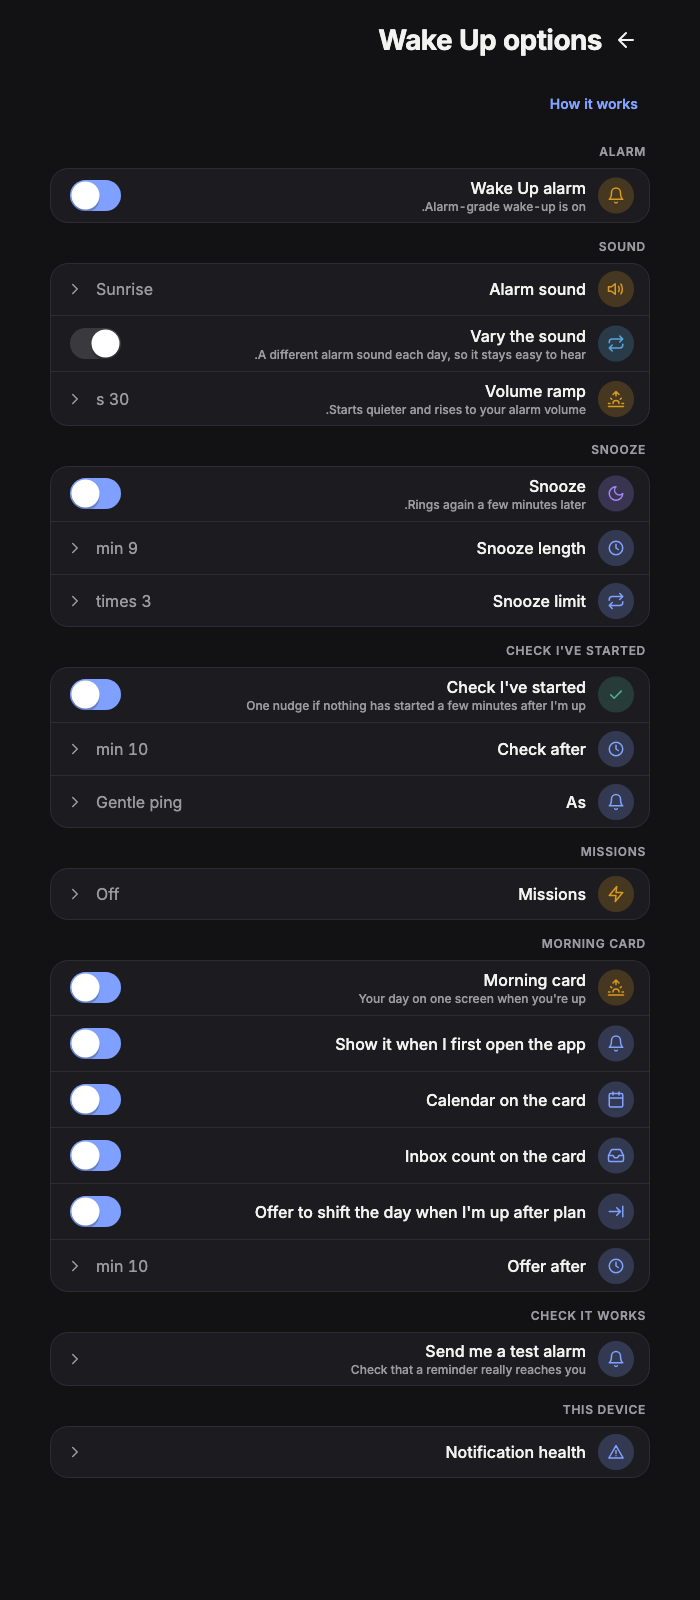 Wake Up options
How it works
ALARM
Wake Up alarm
.Alarm-grade wake-up is on
SOUND
Alarm sound
Sunrise
Vary the sound
.A different alarm sound each day, so it stays easy to hear
Volume ramp
.Starts quieter and rises to your alarm volume
s 30
SNOOZE
Snooze
.Rings again a few minutes later
Snooze length
min 9
Snooze limit
times 3
CHECK I'VE STARTED
Check I've started
One nudge if nothing has started a few minutes after I'm up
Check after
min 10
As
Gentle ping
MISSIONS
Missions
Off
MORNING CARD
Morning card
Your day on one screen when you're up
Show it when I first open the app
Calendar on the card
Inbox count on the card
Offer to shift the day when I'm up after plan
Offer after
min 10
CHECK IT WORKS
Send me a test alarm
Check that a reminder really reaches you
THIS DEVICE
Notification health